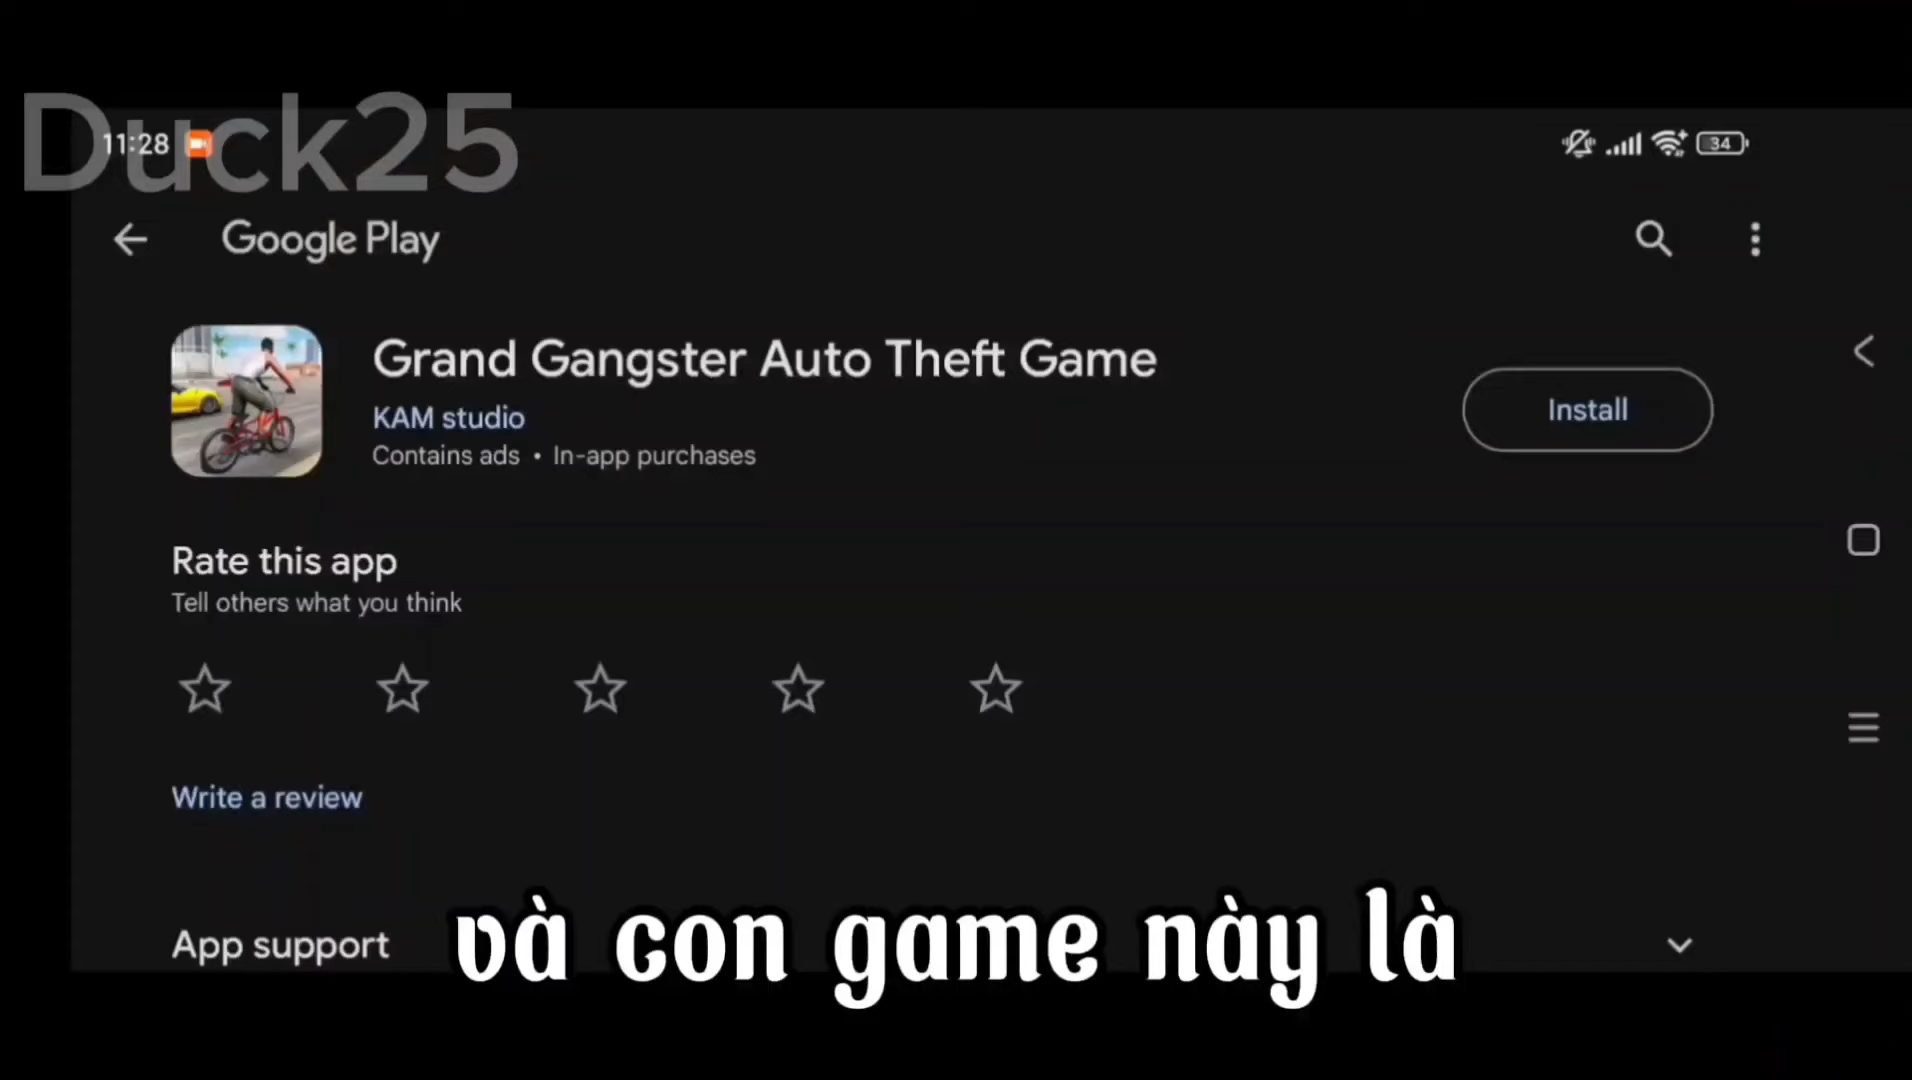 Duck25
11:28
34
Google Play
Grand Gangster Auto Theft Game
KAM studio
Contains ads • In-app purchases
Install
Rate this app
Tell others what you think
Write a review
App support
và con game này là